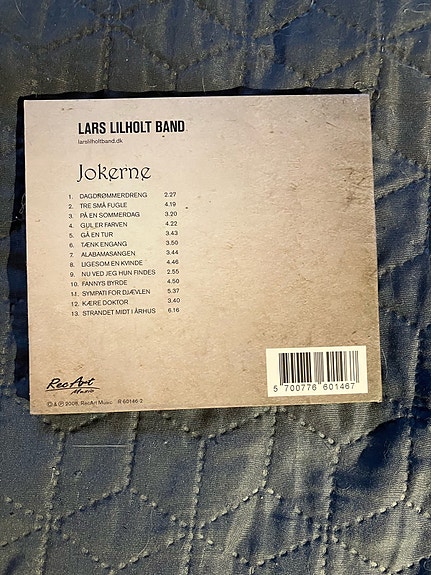 LARS LILHOLT BAND
larslilholtband.dk
Jokerne
1. DAGDRØMMERDRENG 2.27
2. TRE SMÅ FUGLE 4.19
3. PÅ EN SOMMERDAG 3.20
4. GUL ER FARVEN 4.22
5. GÅ EN TUR 3.43
6. TÆNK ENGANG 3.50
7. ALABAMASANGEN 3.44
8. LIGESOM EN KVINDE 4.46
9. NU VED JEG HUN FINDES 2.55
10. FANNYS BYRDE 4.50
11. SYMPATI FOR DJÆVLEN 5.37
12. KÆRE DOKTOR 3.40
13. STRANDET MIDT I ÅRHUS 6.16
RecArt
Music
© & ℗ 2008, RecArt Music R 60146 2
5 700776 601467